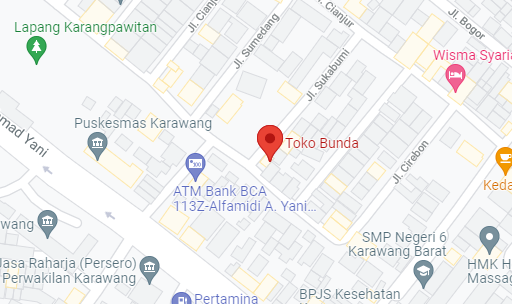 Jl. Cianjur
Jl. Cianjur
Jl. Bogor
Lapang Karangpawitan
Jl. Sumedang
Jl. Sukabumi
Wisma Syaria
Puskesmas Karawang
mad Yani
Toko Bunda
Jl. Cirebon
ATM Bank BCA
113Z-Alfamidi A. Yani...
Keda
wang
SMP Negeri 6
Karawang Barat
Jasa Raharja (Persero)
Perwakilan Karawang
HMK H
Massag
BPJS Kesehatan
Pertamina